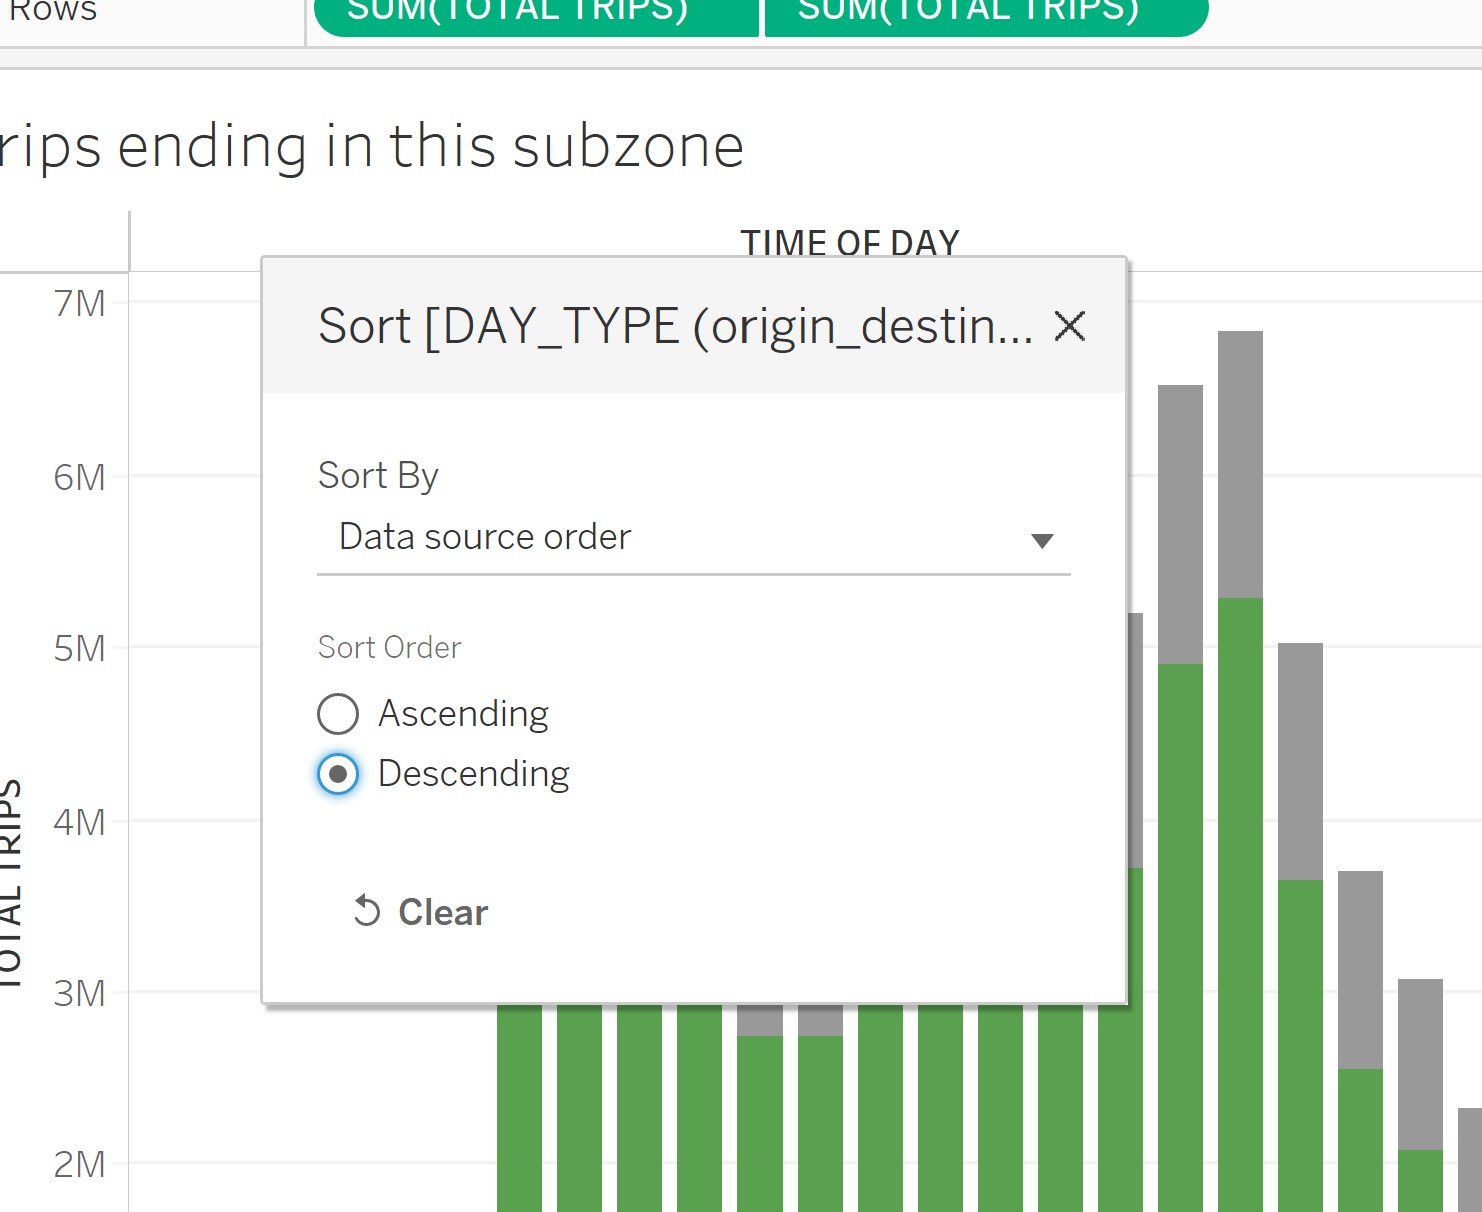 Rows
SUM(TOTAL TRIPS) SUM(TOTAL TRIPS)
rips ending in this subzone
TIME OF DAY
Sort [DAY_TYPE (origin_destin...
Sort By
Data source order
Sort Order
Ascending
Descending
Clear
7M
6M
5M
4M
3M
2M
TOTAL TRIPS